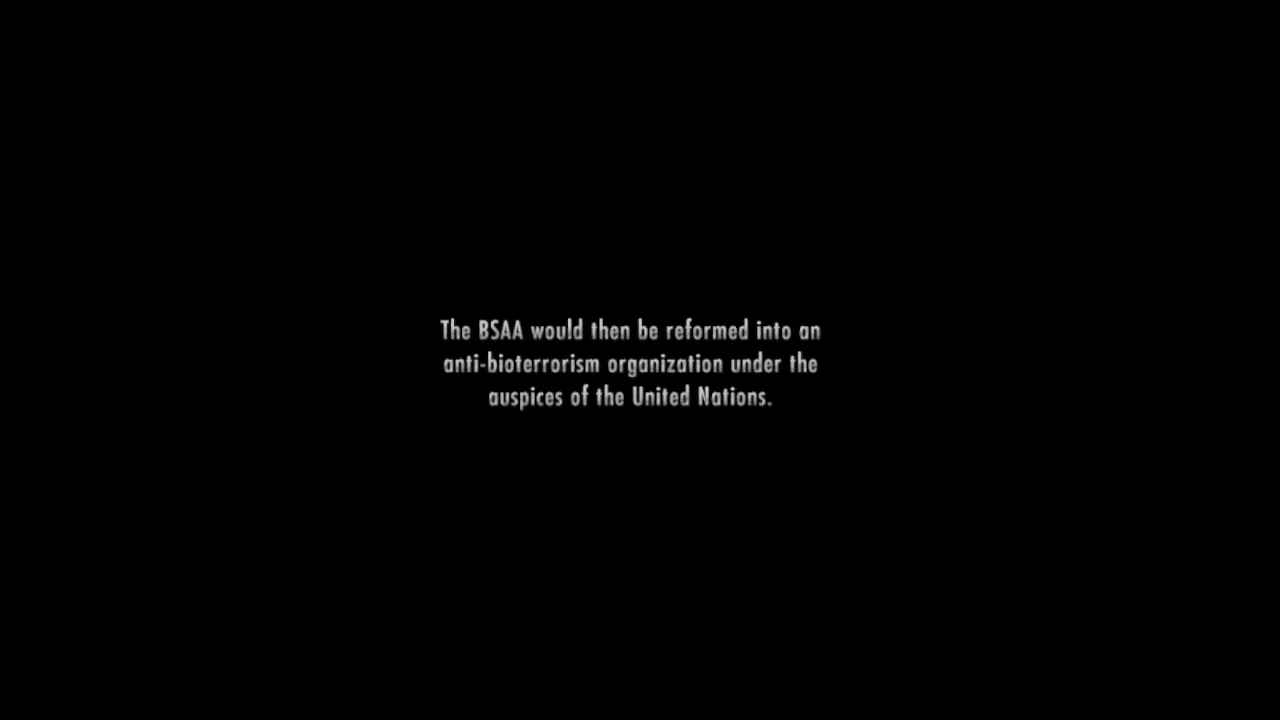 The BSAA would then be reformed into an
anti-bioterrorism organization under the
auspices of the United Nations.